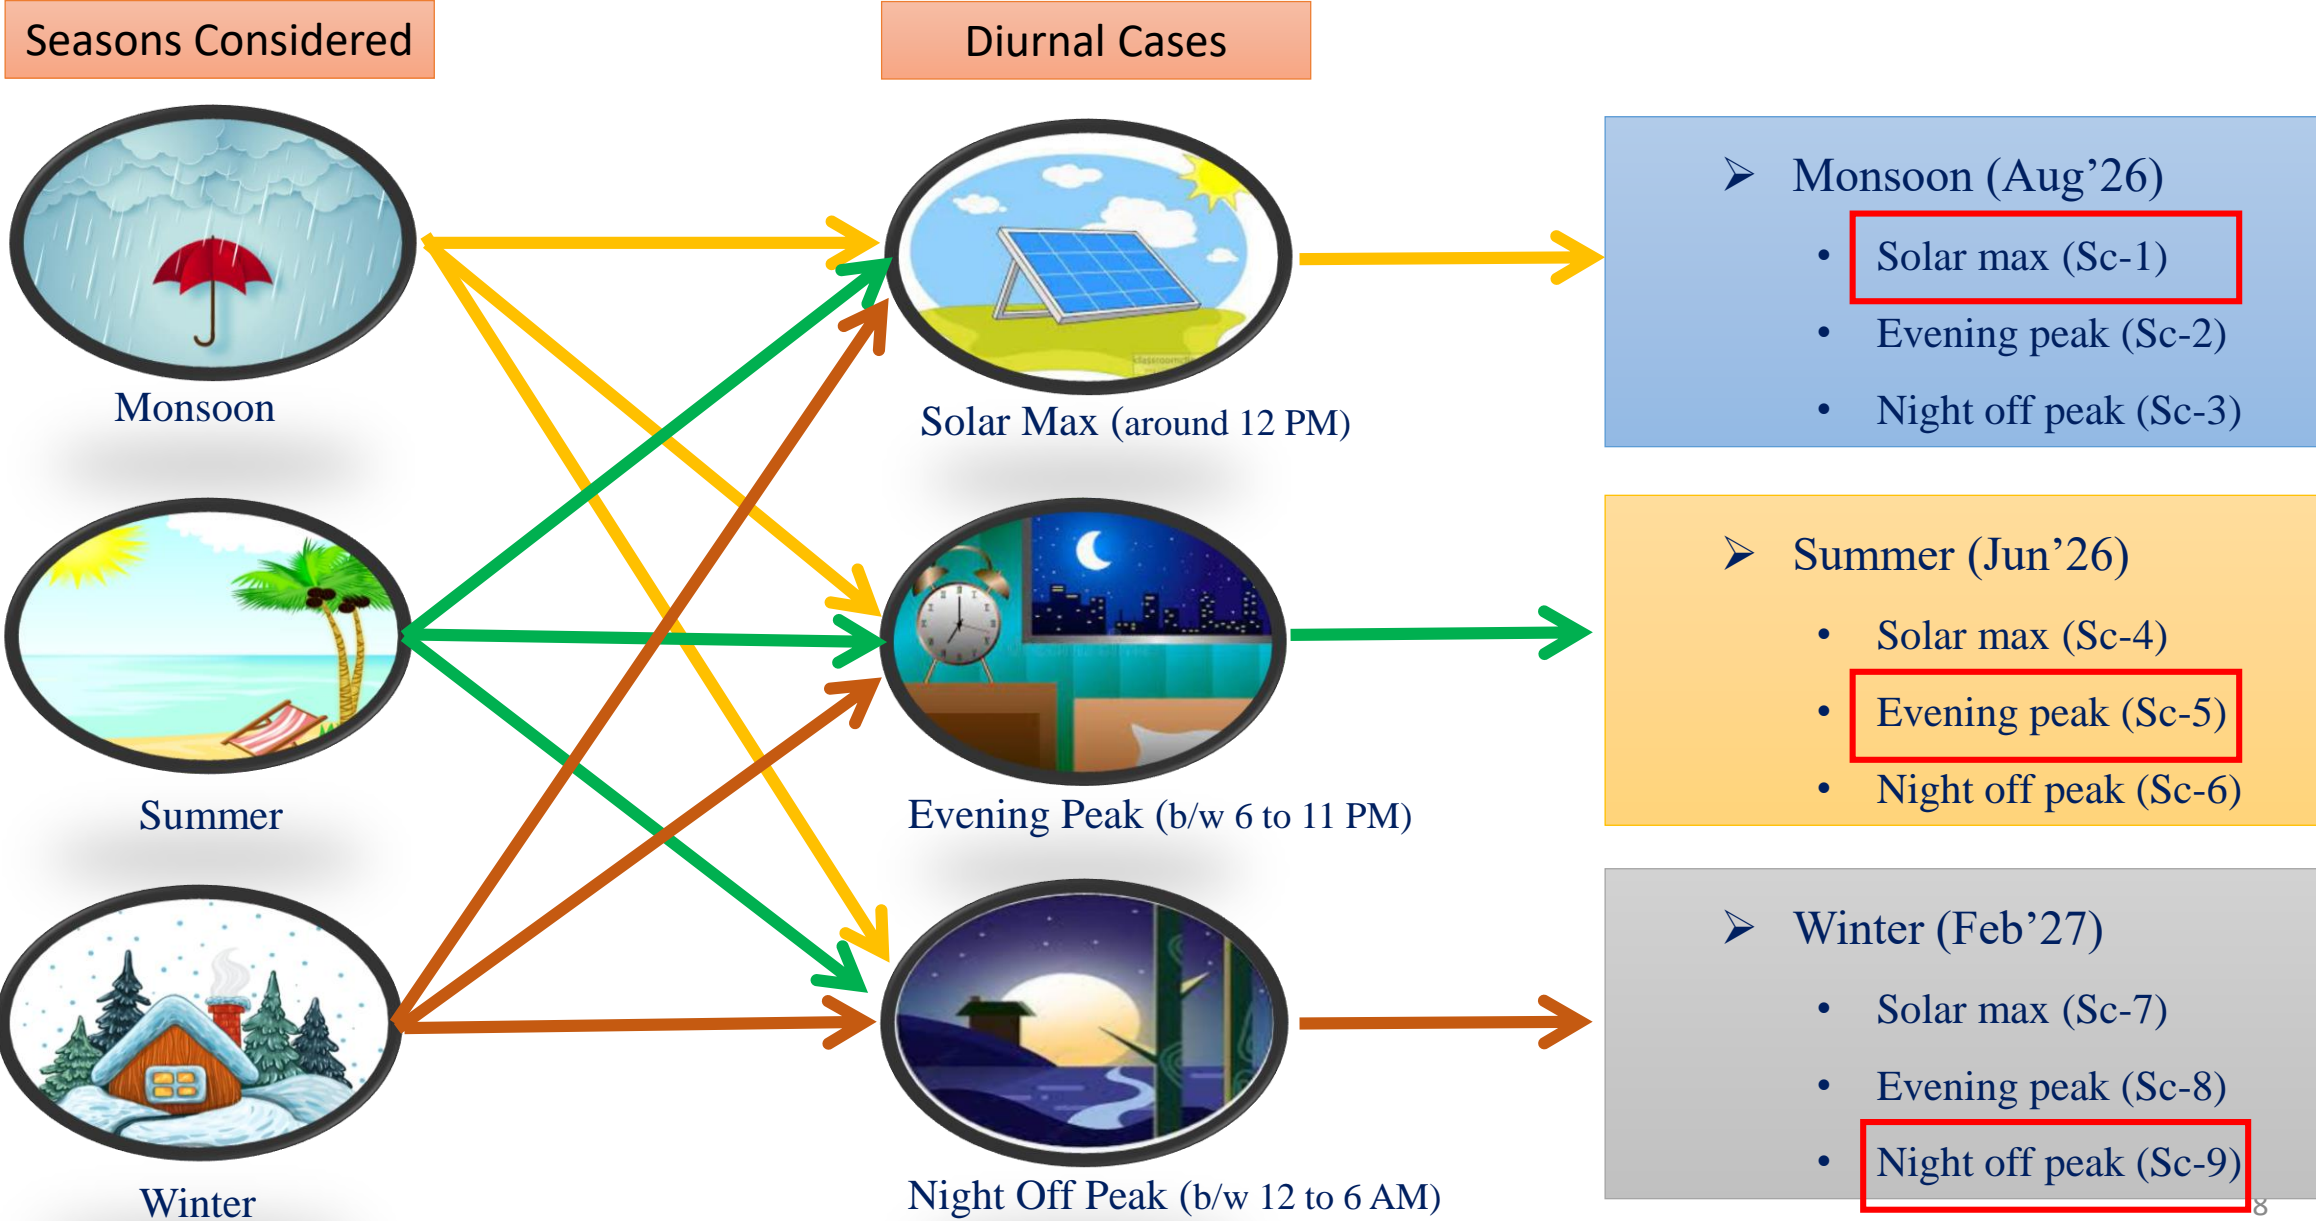 Seasons Considered
Diurnal Cases
Monsoon
Summer
Winter
Solar Max (around 12 PM)
Evening Peak (b/w 6 to 11 PM)
Night Off Peak (b/w 12 to 6 AM)
➢ Monsoon (Aug’26)
• Solar max (Sc-1)
• Evening peak (Sc-2)
• Night off peak (Sc-3)
➢ Summer (Jun’26)
• Solar max (Sc-4)
• Evening peak (Sc-5)
• Night off peak (Sc-6)
➢ Winter (Feb’27)
• Solar max (Sc-7)
• Evening peak (Sc-8)
• Night off peak (Sc-9)
8